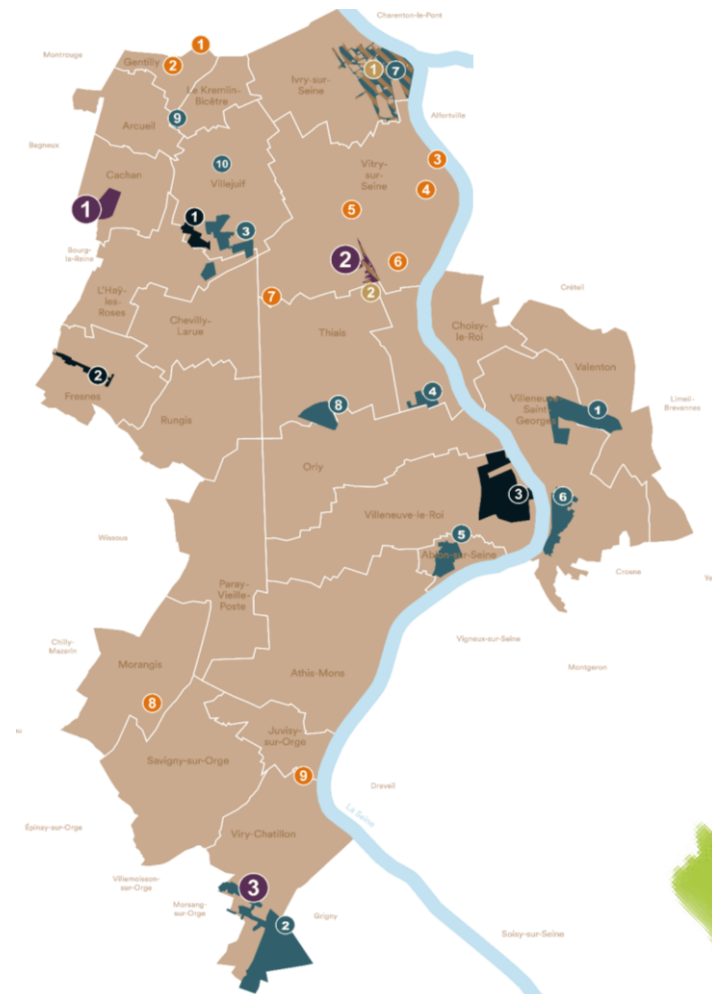 Charenton-le-Pont
1
Montrouge
Gentilly
2
Ivry-sur-
Seine
1
7
Le Kremlin-
Bicêtre
9
Arcueil
Alfortville
Bagneux
10
Villejuif
Vitry-
sur-
Seine
3
4
Cachan
1
5
1
3
Bourg-
la-Reine
2
6
2
L'Haÿ-
les-
Roses
7
Créteil
Chevilly-
Larue
Thiais
Choisy-
le-Roi
Valenton
2
Fresnes
4
8
Villeneuve
Saint-
Georges
1
Limeil-
Brevannes
Rungis
Orly
3
6
Villeneuve-le-Roi
5
Ablon-sur-Seine
Wissous
Crosne
Paray-
Vieille-
Poste
Vigneux-sur-Seine
Chilly-
Mazarin
Morangis
Montgeron
Athis-Mons
8
Juvisy-
sur-Orge
Savigny-sur-Orge
9
Draveil
La Seine
Épinay-sur-Orge
Viry-Chatillon
Villemoisson-
sur-Orge
3
Morsang-
sur-Orge
Grigny
2
Soisy-sur-Seine